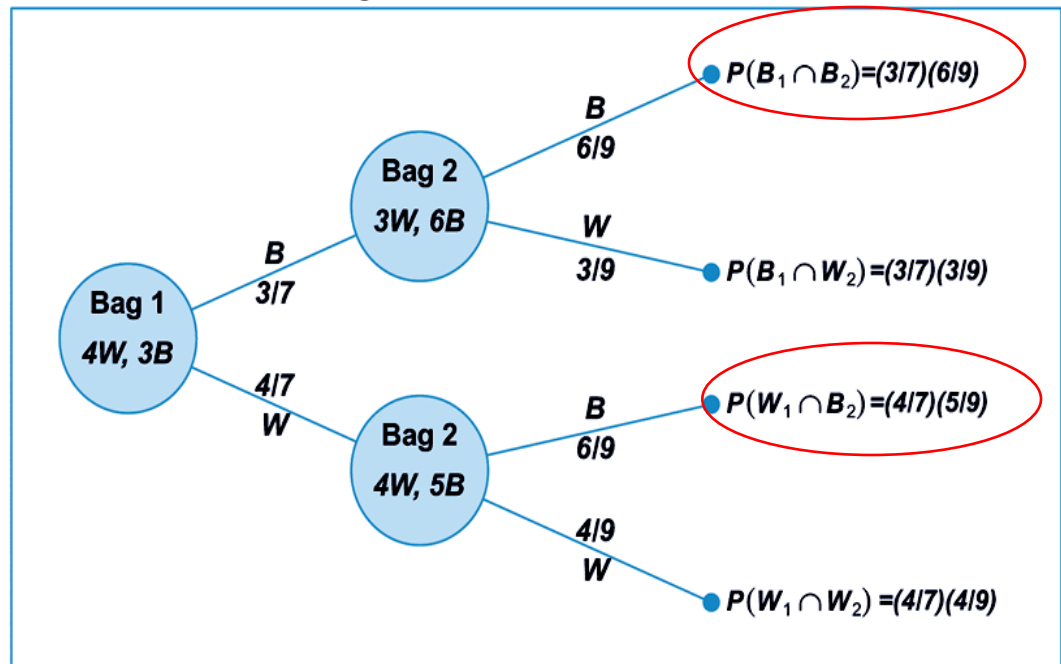 P(B₁ ∩ B₂)=(3/7)(6/9)
B
6/9
Bag 2
3W, 6B
W
3/9
P(B₁ ∩ W₂)=(3/7)(3/9)
B
3/7
Bag 1
4W, 3B
4/7
W
P(W₁ ∩ B₂)=(4/7)(5/9)
B
6/9
Bag 2
4W, 5B
4/9
W
P(W₁ ∩ W₂) =(4/7)(4/9)